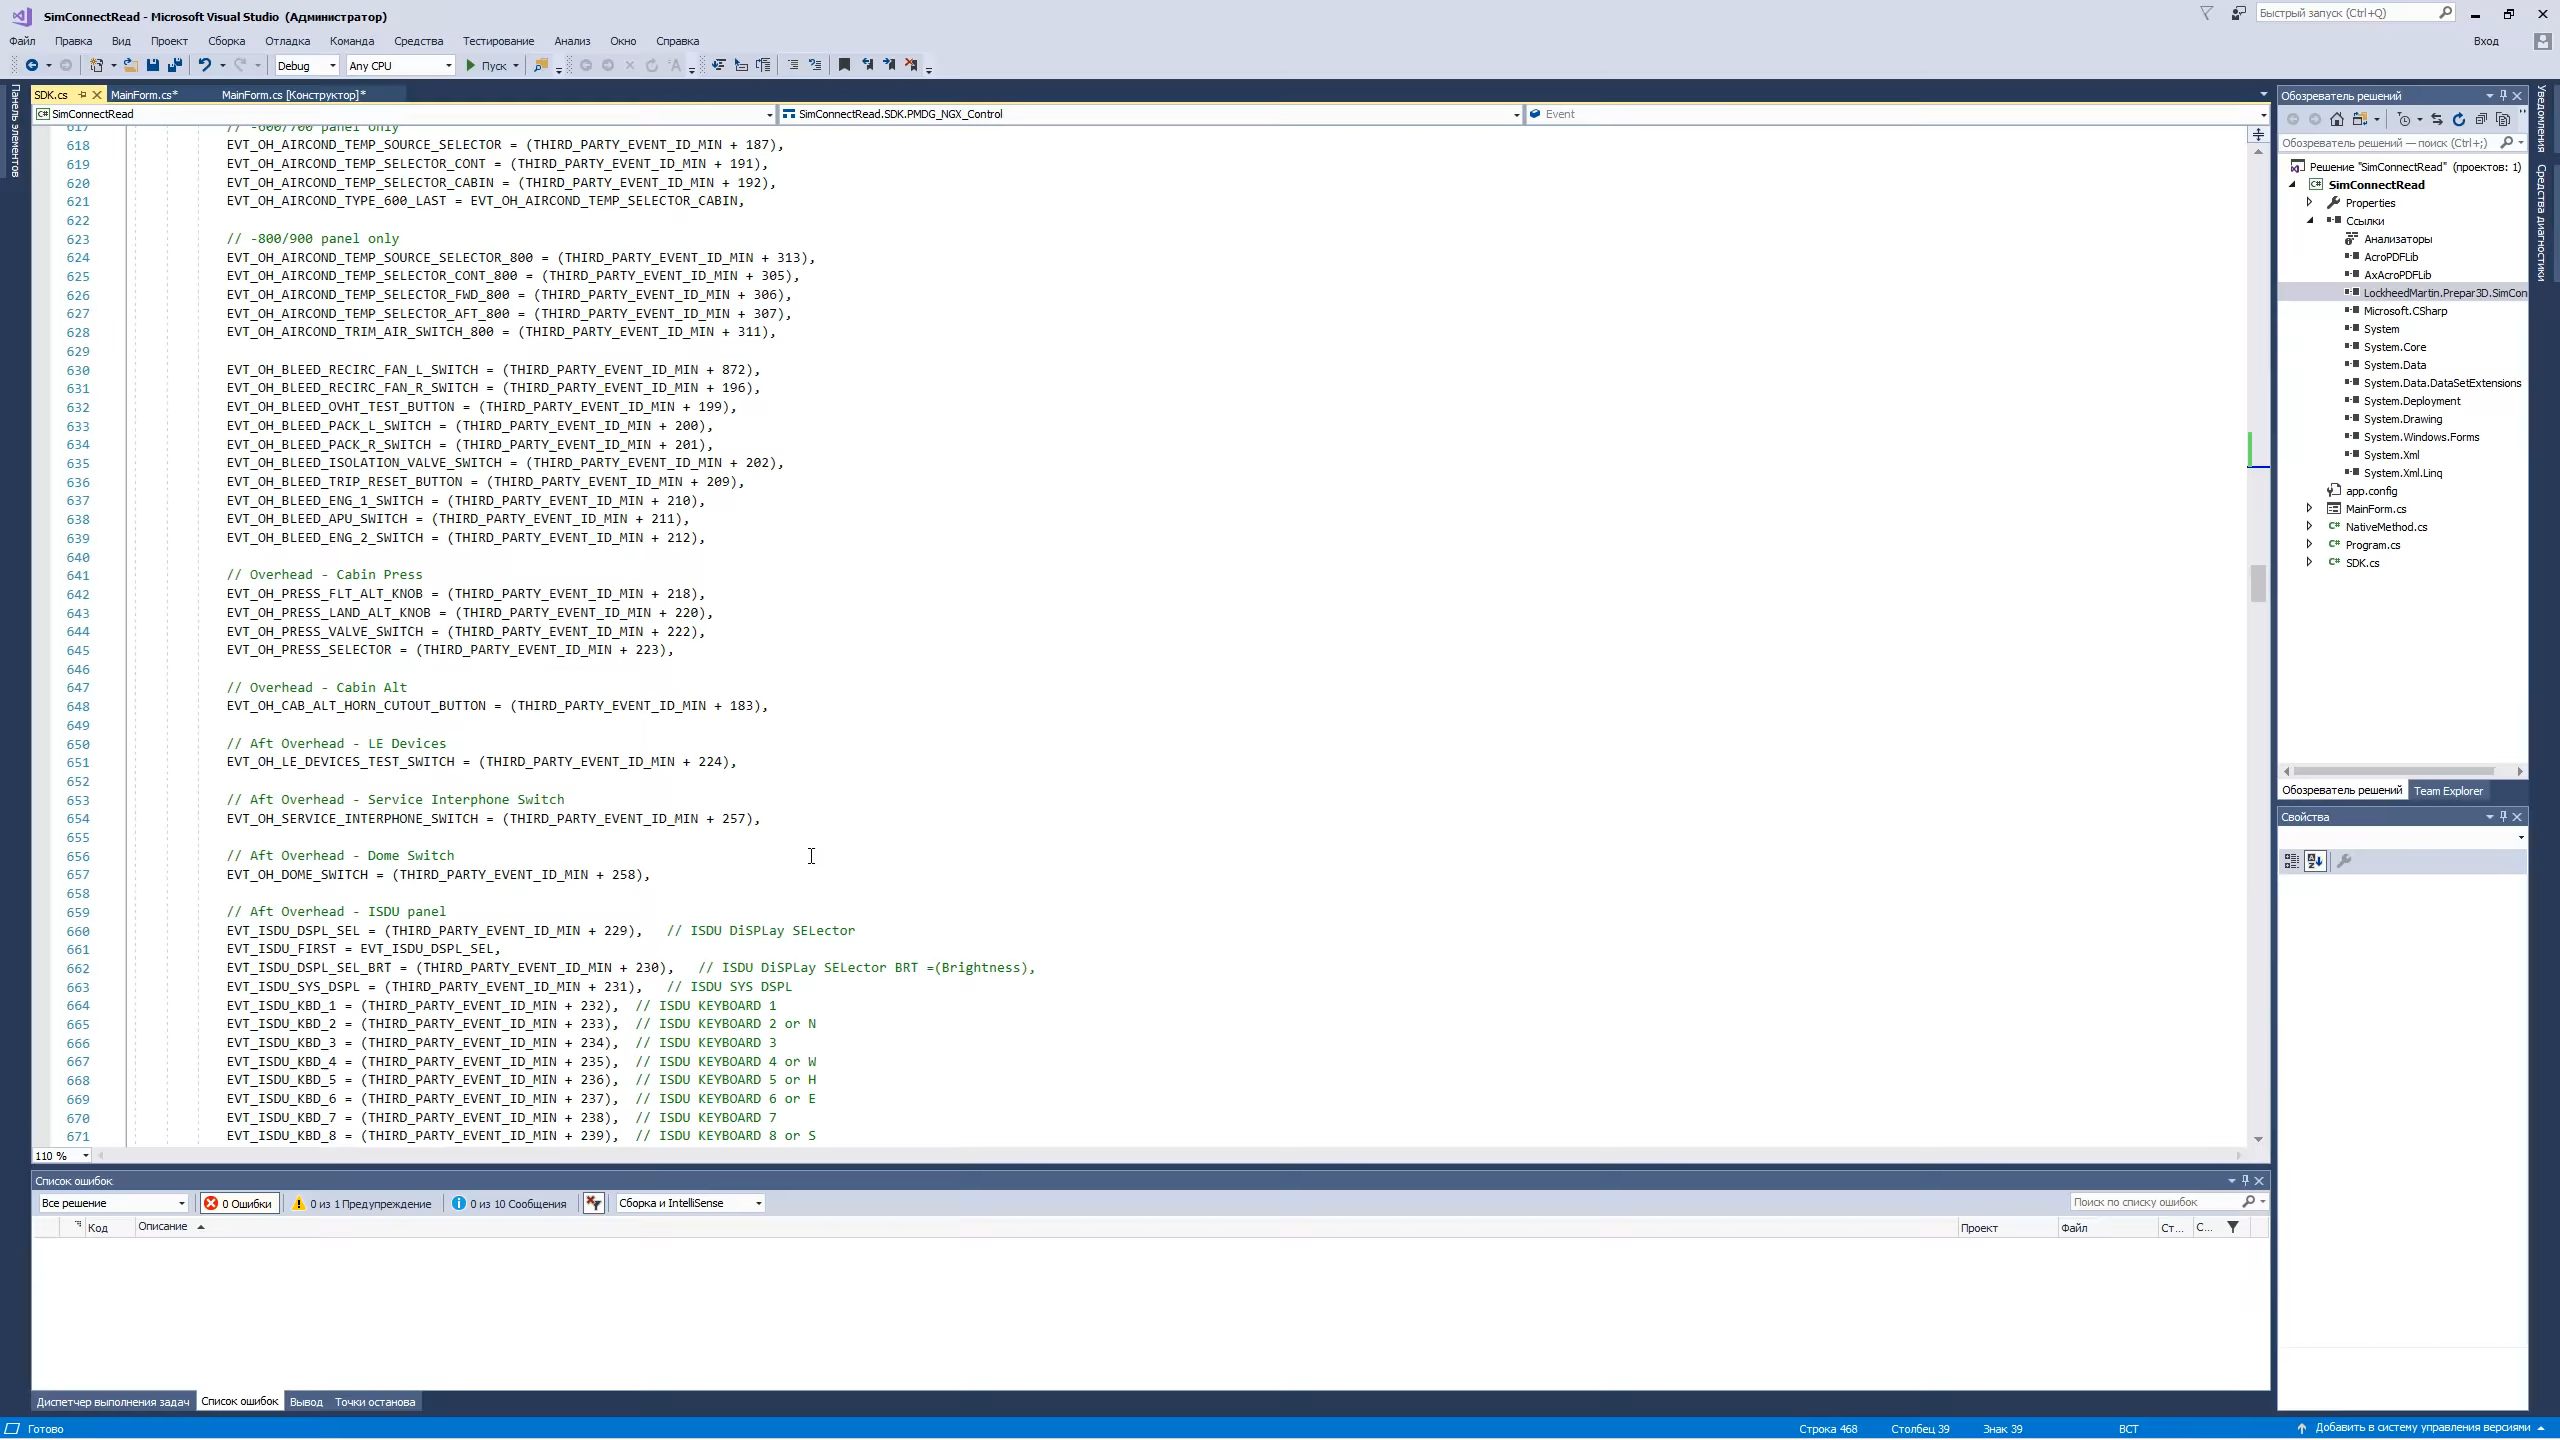 SimConnectRead - Microsoft Visual Studio (Администратор)
Быстрый запуск (Ctrl+Q)
Файл Правка Вид Проект Сборка Отладка Команда Средства Тестирование Анализ Окно Справка
Вход
Debug Any CPU Пуск
Панель элементов
SDK.cs MainForm.cs* MainForm.cs [Конструктор]*
SimConnectRead SimConnectRead.SDK.PMDG_NGX_Control Event
617 // -600/700 panel only
618 EVT_OH_AIRCOND_TEMP_SOURCE_SELECTOR = (THIRD_PARTY_EVENT_ID_MIN + 187),
619 EVT_OH_AIRCOND_TEMP_SELECTOR_CONT = (THIRD_PARTY_EVENT_ID_MIN + 191),
620 EVT_OH_AIRCOND_TEMP_SELECTOR_CABIN = (THIRD_PARTY_EVENT_ID_MIN + 192),
621 EVT_OH_AIRCOND_TYPE_600_LAST = EVT_OH_AIRCOND_TEMP_SELECTOR_CABIN,
622
623 // -800/900 panel only
624 EVT_OH_AIRCOND_TEMP_SOURCE_SELECTOR_800 = (THIRD_PARTY_EVENT_ID_MIN + 313),
625 EVT_OH_AIRCOND_TEMP_SELECTOR_CONT_800 = (THIRD_PARTY_EVENT_ID_MIN + 305),
626 EVT_OH_AIRCOND_TEMP_SELECTOR_FWD_800 = (THIRD_PARTY_EVENT_ID_MIN + 306),
627 EVT_OH_AIRCOND_TEMP_SELECTOR_AFT_800 = (THIRD_PARTY_EVENT_ID_MIN + 307),
628 EVT_OH_AIRCOND_TRIM_AIR_SWITCH_800 = (THIRD_PARTY_EVENT_ID_MIN + 311),
629
630 EVT_OH_BLEED_RECIRC_FAN_L_SWITCH = (THIRD_PARTY_EVENT_ID_MIN + 872),
631 EVT_OH_BLEED_RECIRC_FAN_R_SWITCH = (THIRD_PARTY_EVENT_ID_MIN + 196),
632 EVT_OH_BLEED_OVHT_TEST_BUTTON = (THIRD_PARTY_EVENT_ID_MIN + 199),
633 EVT_OH_BLEED_PACK_L_SWITCH = (THIRD_PARTY_EVENT_ID_MIN + 200),
634 EVT_OH_BLEED_PACK_R_SWITCH = (THIRD_PARTY_EVENT_ID_MIN + 201),
635 EVT_OH_BLEED_ISOLATION_VALVE_SWITCH = (THIRD_PARTY_EVENT_ID_MIN + 202),
636 EVT_OH_BLEED_TRIP_RESET_BUTTON = (THIRD_PARTY_EVENT_ID_MIN + 209),
637 EVT_OH_BLEED_ENG_1_SWITCH = (THIRD_PARTY_EVENT_ID_MIN + 210),
638 EVT_OH_BLEED_APU_SWITCH = (THIRD_PARTY_EVENT_ID_MIN + 211),
639 EVT_OH_BLEED_ENG_2_SWITCH = (THIRD_PARTY_EVENT_ID_MIN + 212),
640
641 // Overhead - Cabin Press
642 EVT_OH_PRESS_FLT_ALT_KNOB = (THIRD_PARTY_EVENT_ID_MIN + 218),
643 EVT_OH_PRESS_LAND_ALT_KNOB = (THIRD_PARTY_EVENT_ID_MIN + 220),
644 EVT_OH_PRESS_VALVE_SWITCH = (THIRD_PARTY_EVENT_ID_MIN + 222),
645 EVT_OH_PRESS_SELECTOR = (THIRD_PARTY_EVENT_ID_MIN + 223),
646
647 // Overhead - Cabin Alt
648 EVT_OH_CAB_ALT_HORN_CUTOUT_BUTTON = (THIRD_PARTY_EVENT_ID_MIN + 183),
649
650 // Aft Overhead - LE Devices
651 EVT_OH_LE_DEVICES_TEST_SWITCH = (THIRD_PARTY_EVENT_ID_MIN + 224),
652
653 // Aft Overhead - Service Interphone Switch
654 EVT_OH_SERVICE_INTERPHONE_SWITCH = (THIRD_PARTY_EVENT_ID_MIN + 257),
655
656 // Aft Overhead - Dome Switch
657 EVT_OH_DOME_SWITCH = (THIRD_PARTY_EVENT_ID_MIN + 258),
658
659 // Aft Overhead - ISDU panel
660 EVT_ISDU_DSPL_SEL = (THIRD_PARTY_EVENT_ID_MIN + 229), // ISDU DiSPLay SELector
661 EVT_ISDU_FIRST = EVT_ISDU_DSPL_SEL,
662 EVT_ISDU_DSPL_SEL_BRT = (THIRD_PARTY_EVENT_ID_MIN + 230), // ISDU DiSPLay SELector BRT =(Brightness),
663 EVT_ISDU_SYS_DSPL = (THIRD_PARTY_EVENT_ID_MIN + 231), // ISDU SYS DSPL
664 EVT_ISDU_KBD_1 = (THIRD_PARTY_EVENT_ID_MIN + 232), // ISDU KEYBOARD 1
665 EVT_ISDU_KBD_2 = (THIRD_PARTY_EVENT_ID_MIN + 233), // ISDU KEYBOARD 2 or N
666 EVT_ISDU_KBD_3 = (THIRD_PARTY_EVENT_ID_MIN + 234), // ISDU KEYBOARD 3
667 EVT_ISDU_KBD_4 = (THIRD_PARTY_EVENT_ID_MIN + 235), // ISDU KEYBOARD 4 or W
668 EVT_ISDU_KBD_5 = (THIRD_PARTY_EVENT_ID_MIN + 236), // ISDU KEYBOARD 5 or H
669 EVT_ISDU_KBD_6 = (THIRD_PARTY_EVENT_ID_MIN + 237), // ISDU KEYBOARD 6 or E
670 EVT_ISDU_KBD_7 = (THIRD_PARTY_EVENT_ID_MIN + 238), // ISDU KEYBOARD 7
671 EVT_ISDU_KBD_8 = (THIRD_PARTY_EVENT_ID_MIN + 239), // ISDU KEYBOARD 8 or S
110 %
Обозреватель решений
Обозреватель решений — поиск (Ctrl+;)
Решение "SimConnectRead" (проектов: 1)
SimConnectRead
Properties
Ссылки
Анализаторы
AcroPDFLib
AxAcroPDFLib
LockheedMartin.Prepar3D.SimCon
Microsoft.CSharp
System
System.Core
System.Data
System.Data.DataSetExtensions
System.Deployment
System.Drawing
System.Windows.Forms
System.Xml
System.Xml.Linq
app.config
MainForm.cs
NativeMethod.cs
Program.cs
SDK.cs
Обозреватель решений Team Explorer
Свойства
Уведомления
Средства диагностики
Список ошибок
Все решение 0 Ошибки 0 из 1 Предупреждение 0 из 10 Сообщения Сборка и IntelliSense Поиск по списку ошибок
Код Описание Проект Файл Ст... С...
Диспетчер выполнения задач Список ошибок Вывод Точки останова
Готово Строка 468 Столбец 39 Знак 39 ВСТ Добавить в систему управления версиями